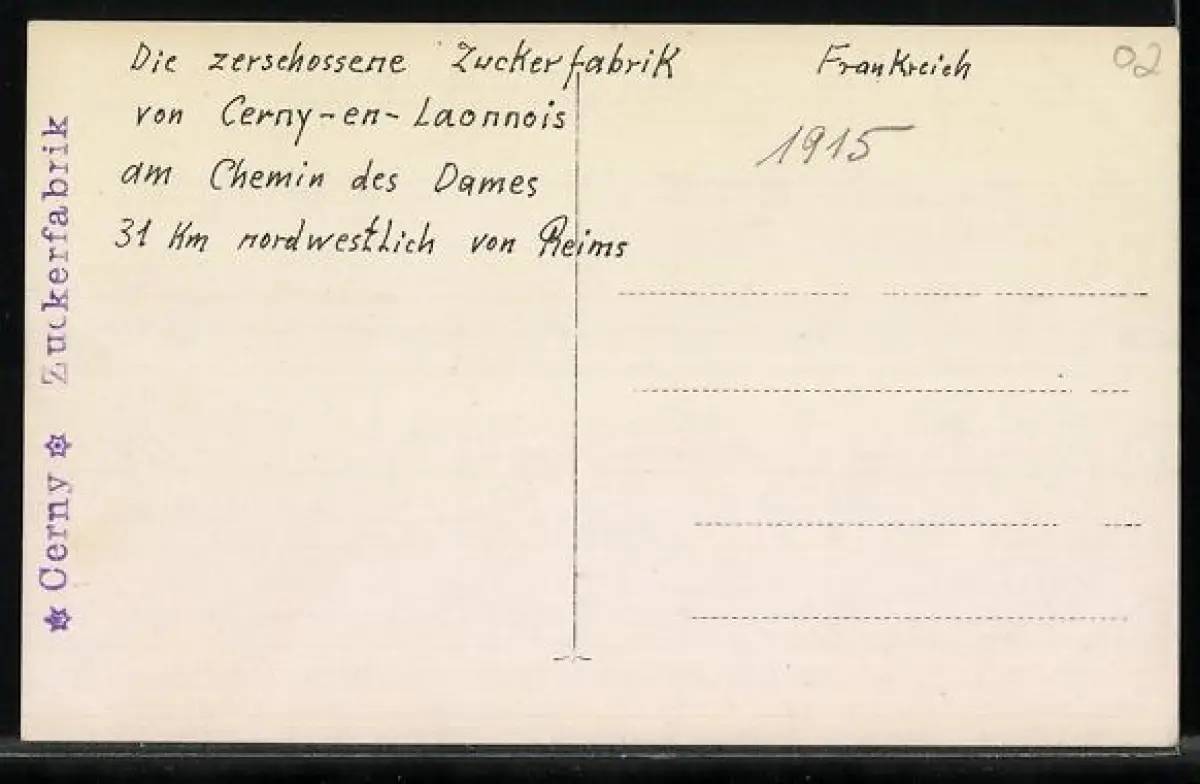 Die zerschossene Zuckerfabrik
von Cerny-en-Laonnois
am Chemin des Dames
31 Km nordwestlich von Reims
Frankreich
1915
02
Cerny Zuckerfabrik